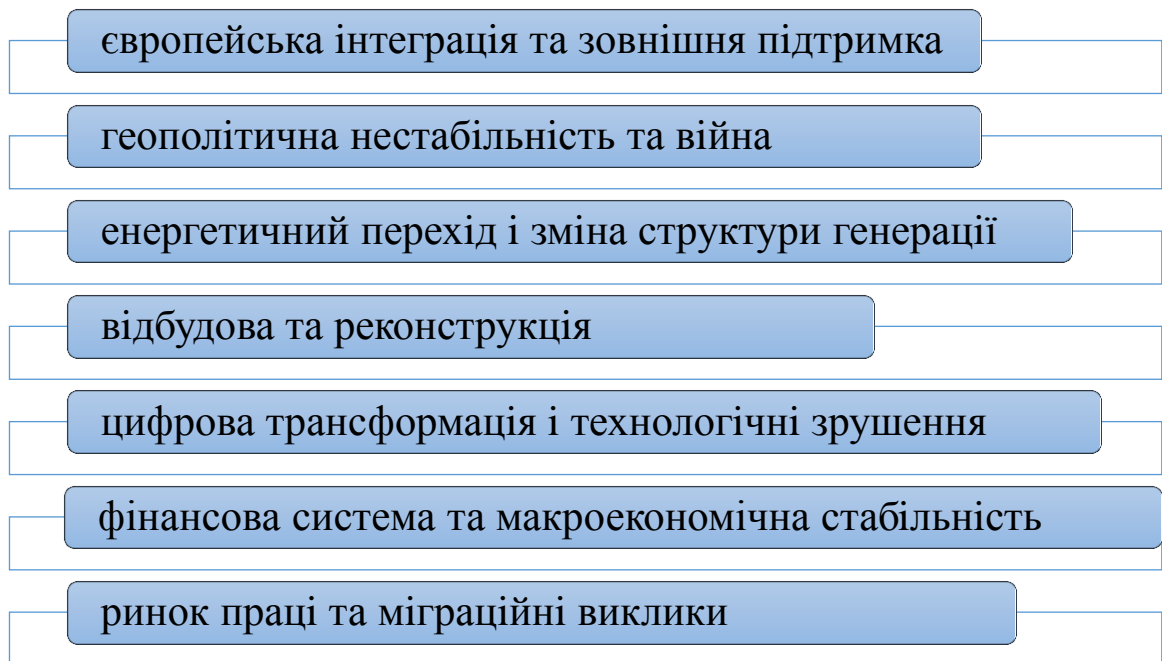 європейська інтеграція та зовнішня підтримка
геополітична нестабільність та війна
енергетичний перехід і зміна структури генерації
відбудова та реконструкція
цифрова трансформація і технологічні зрушення
фінансова система та макроекономічна стабільність
ринок праці та міграційні виклики